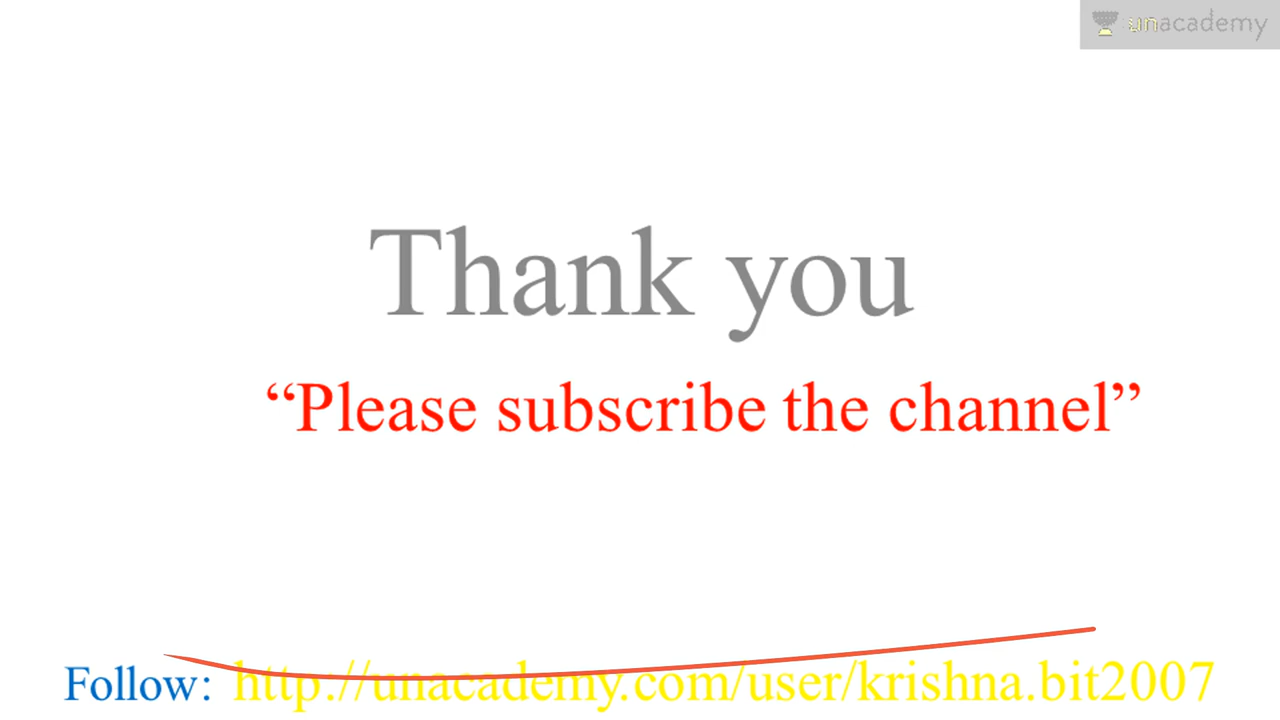 unacademy
Thank you
“Please subscribe the channel”
Follow: http://unacademy.com/user/krishna.bit2007